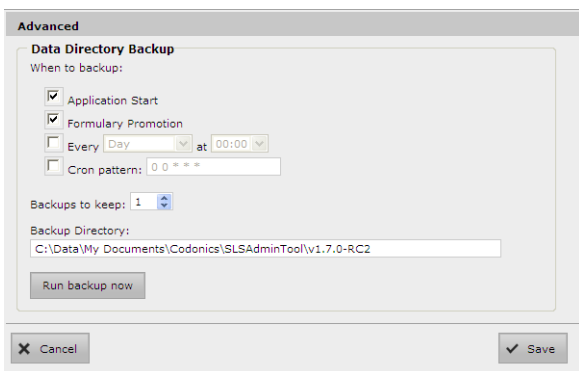 Advanced
Data Directory Backup
When to backup:
Application Start
Formulary Promotion
Every Day at 00:00
Cron pattern: 0 0 * * *
Backups to keep: 1
Backup Directory:
C:\Data\My Documents\Codonics\SLSAdminTool\v1.7.0-RC2
Run backup now
Cancel Save